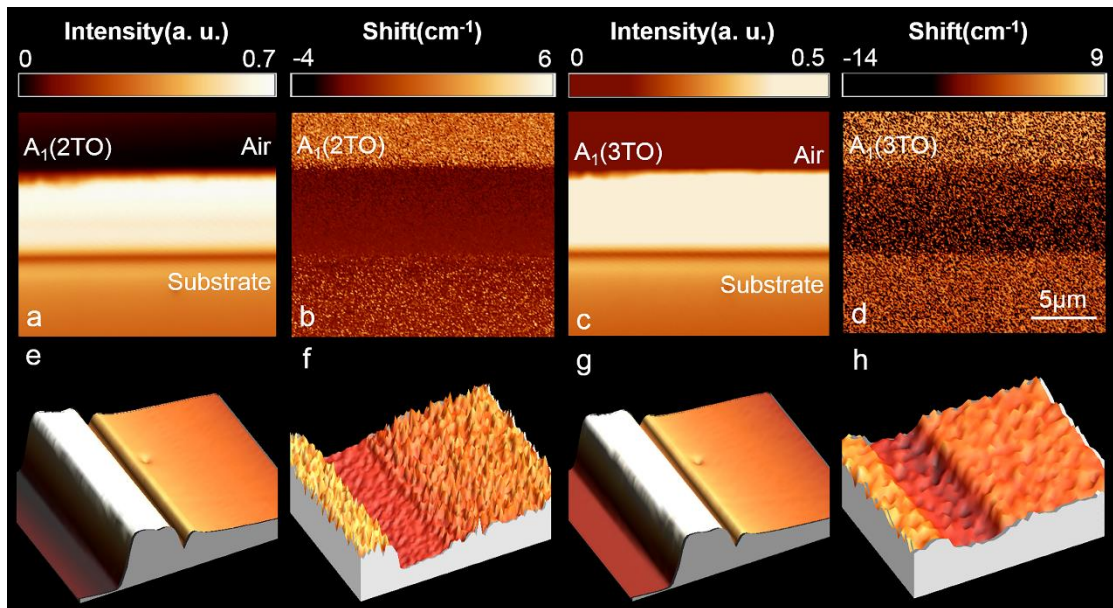 Intensity(a. u.) Shift(cm⁻¹) Intensity(a. u.) Shift(cm⁻¹)
0 0.7 -4 6 0 0.5 -14 9
A₁(2TO) Air A₁(2TO) A₁(3TO) Air A₁(3TO)
Substrate Substrate
5μm
a b c d
e f g h